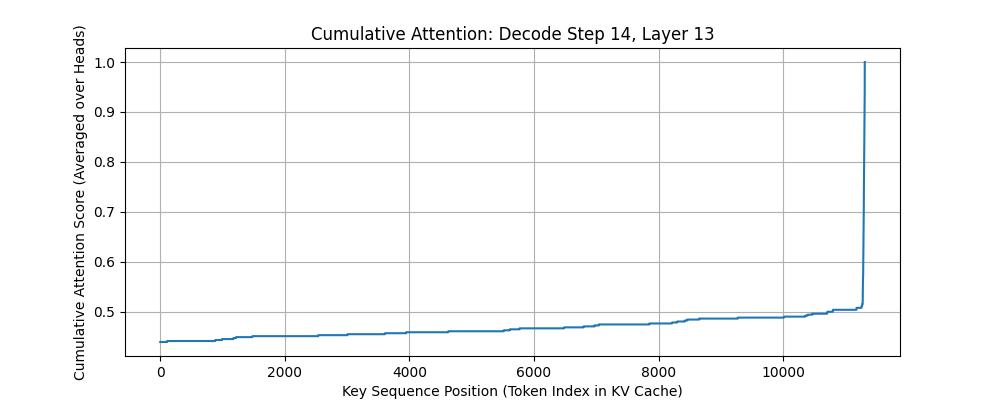 Cumulative Attention: Decode Step 14, Layer 13
Cumulative Attention Score (Averaged over Heads)
1.0
0.9
0.8
0.7
0.6
0.5
0 2000 4000 6000 8000 10000
Key Sequence Position (Token Index in KV Cache)